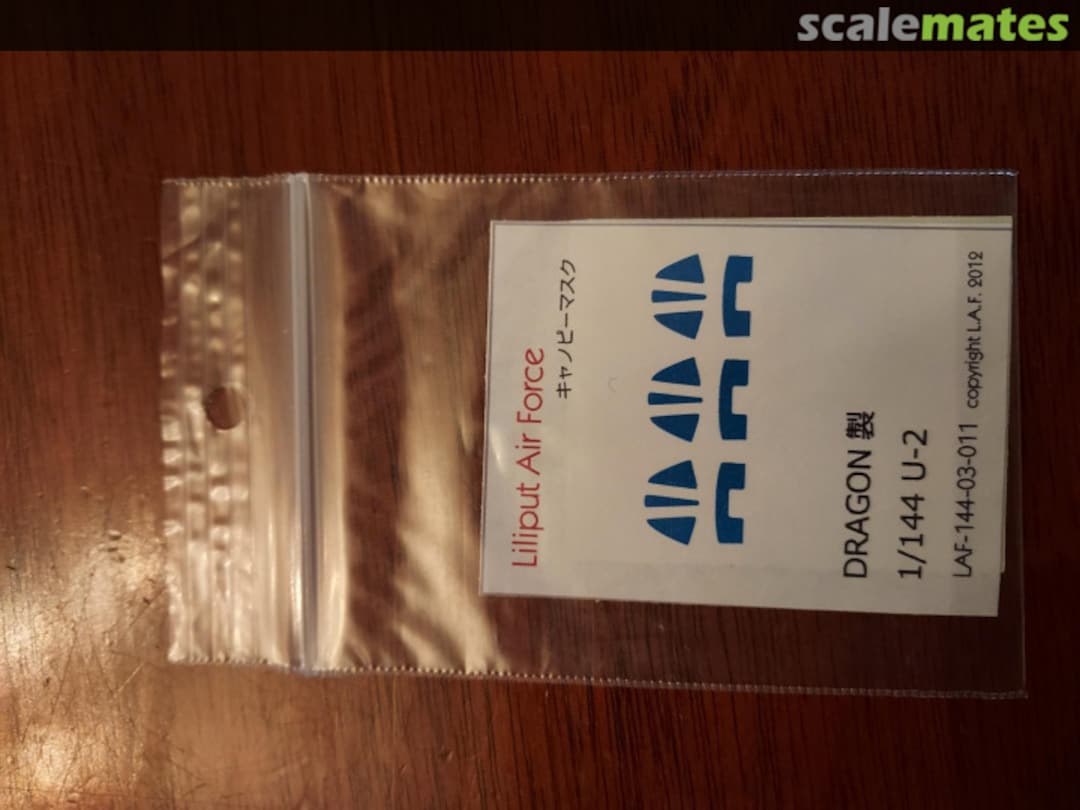 scalemates
Liliput Air Force
キャノピーマスク
DRAGON 製
1/144 U-2
LAF-144-03-011 copyright L.A.F. 2012